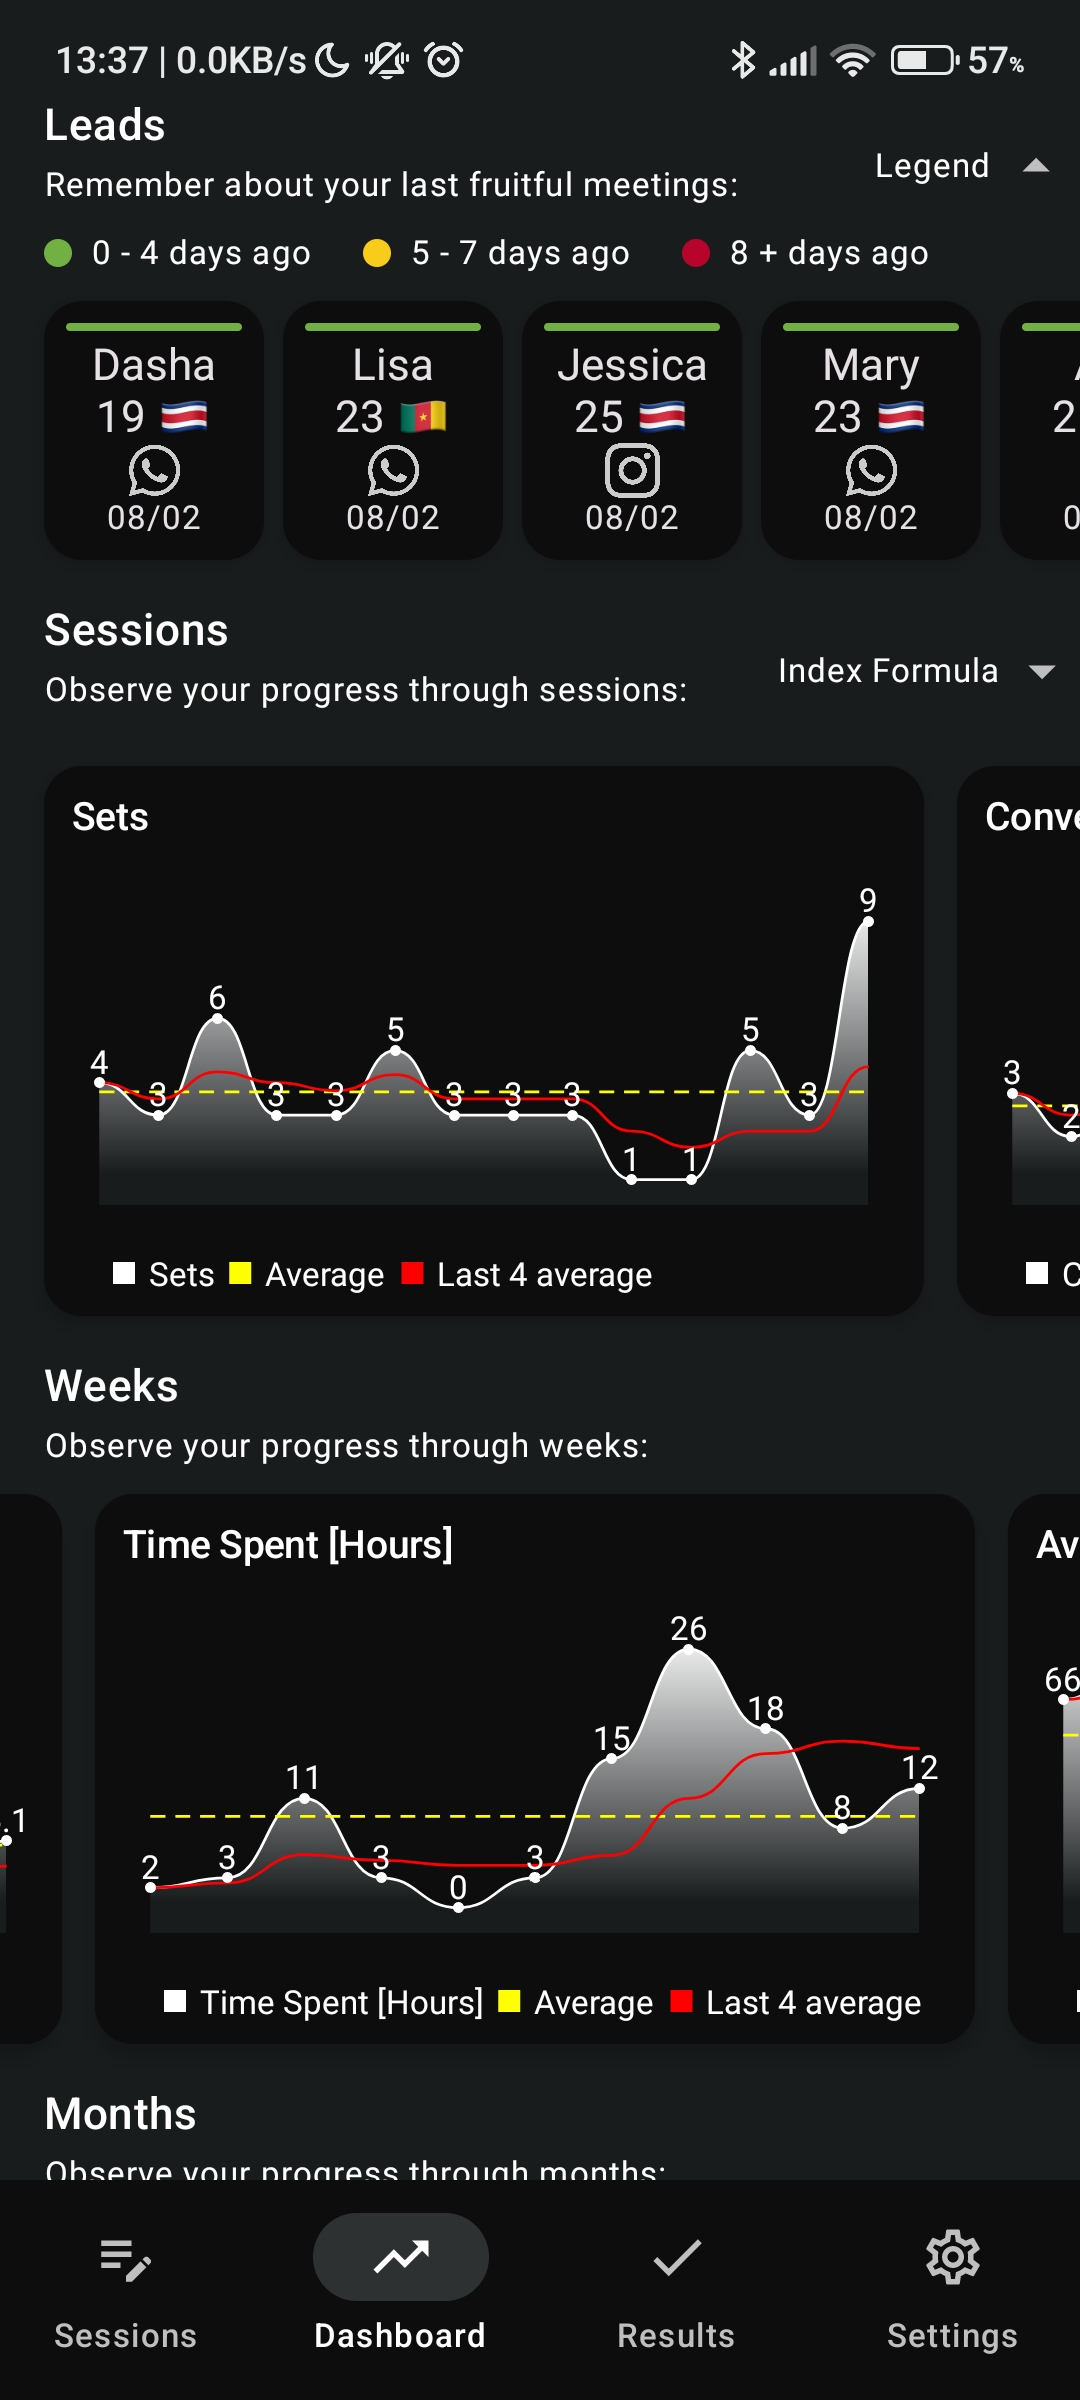 13:37 | 0.0KB/s 57%
Leads
Legend
Remember about your last fruitful meetings:
0 - 4 days ago 5 - 7 days ago 8 + days ago
Dasha Lisa Jessica Mary
19 23 25 23 2
08/02 08/02 08/02 08/02 0
Sessions
Index Formula
Observe your progress through sessions:
Sets Conve
9
6
5 5
4 3 3 3 3 3 3 3 3
1 1 2
Sets Average Last 4 average C
Weeks
Observe your progress through weeks:
Time Spent [Hours] Av
26
66
18
15
12
11
8
.1
3 3 3
2
0
Time Spent [Hours] Average Last 4 average
Months
Observe your progress through months:
Sessions Dashboard Results Settings